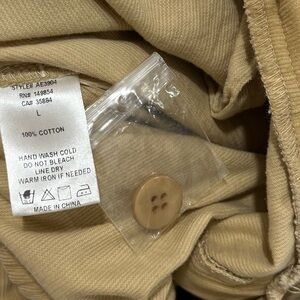 STYLE# AE3904
RN# 149854
CA# 35884
L
100% COTTON
HAND WASH COLD
DO NOT BLEACH
LINE DRY
WARM IRON IF NEEDED
MADE IN CHINA